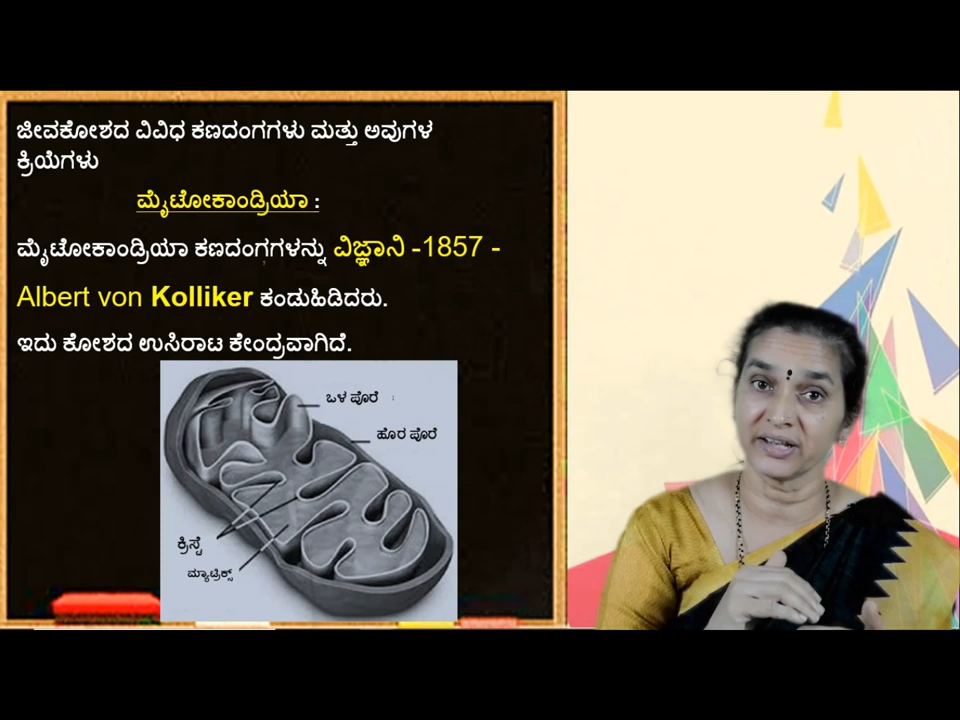 ಜೀವಕೋಶದ ವಿವಿಧ ಕಣದಂಗಗಳು ಮತ್ತು ಅವುಗಳ
ಕ್ರಿಯೆಗಳು
ಮೈಟೋಕಾಂಡ್ರಿಯಾ :
ಮೈಟೋಕಾಂಡ್ರಿಯಾ ಕಣದಂಗಗಳನ್ನು ವಿಜ್ಞಾನಿ -1857 -
Albert von Kolliker ಕಂಡುಹಿಡಿದರು.
ಇದು ಕೋಶದ ಉಸಿರಾಟ ಕೇಂದ್ರವಾಗಿದೆ.
ಒಳ ಪೊರೆ
ಹೊರ ಪೊರೆ
ಕ್ರಿಸ್ಟೆ
ಮ್ಯಾಟ್ರಿಕ್ಸ್